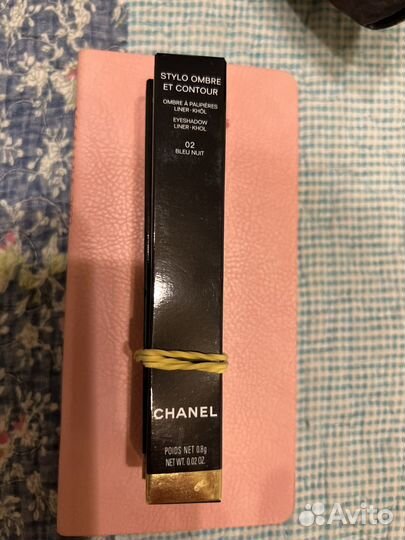 STYLO OMBRE
ET CONTOUR
OMBRE À PAUPIÈRES
LINER·KHÔL
EYESHADOW
LINER·KHOL
02
BLEU NUIT
CHANEL
POIDS NET 0.8g
NET WT. 0.02 OZ.
Avito